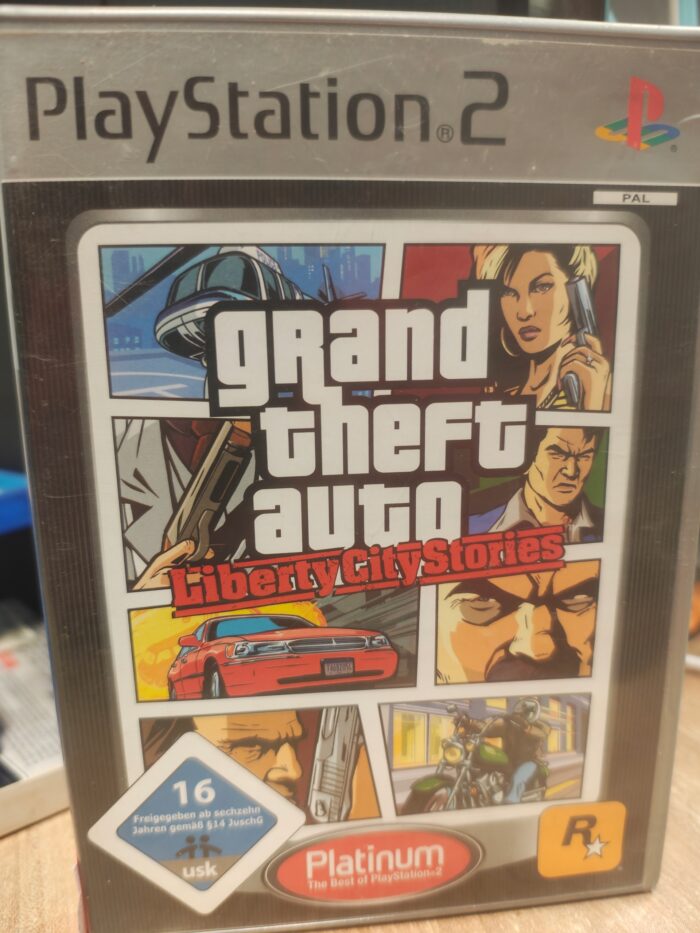 PlayStation®2
PAL
grand
theft
auto
Liberty City Stories
16
Freigegeben ab sechzehn
Jahren gemäß §14 JuschG
usk
Platinum
The Best of PlayStation®2
R